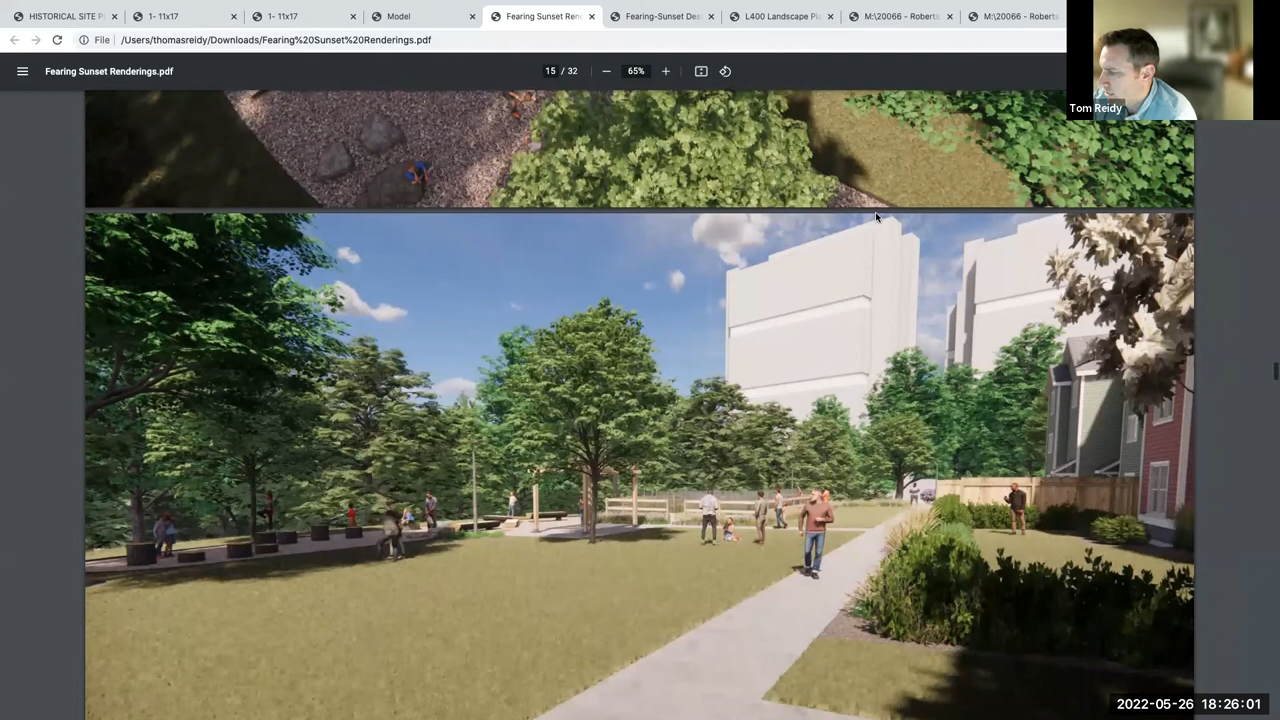 HISTORICAL SITE P
1- 11x17
1- 11x17
Model
Fearing Sunset Ren
Fearing-Sunset De
L400 Landscape Pl
M:\20066 - Roberts
M:\20066 - Roberts
File
/Users/thomasreidy/Downloads/Fearing%20Sunset%20Renderings.pdf
Fearing Sunset Renderings.pdf
15 / 32
65%
Tom Reidy
2022-05-26 18:26:01